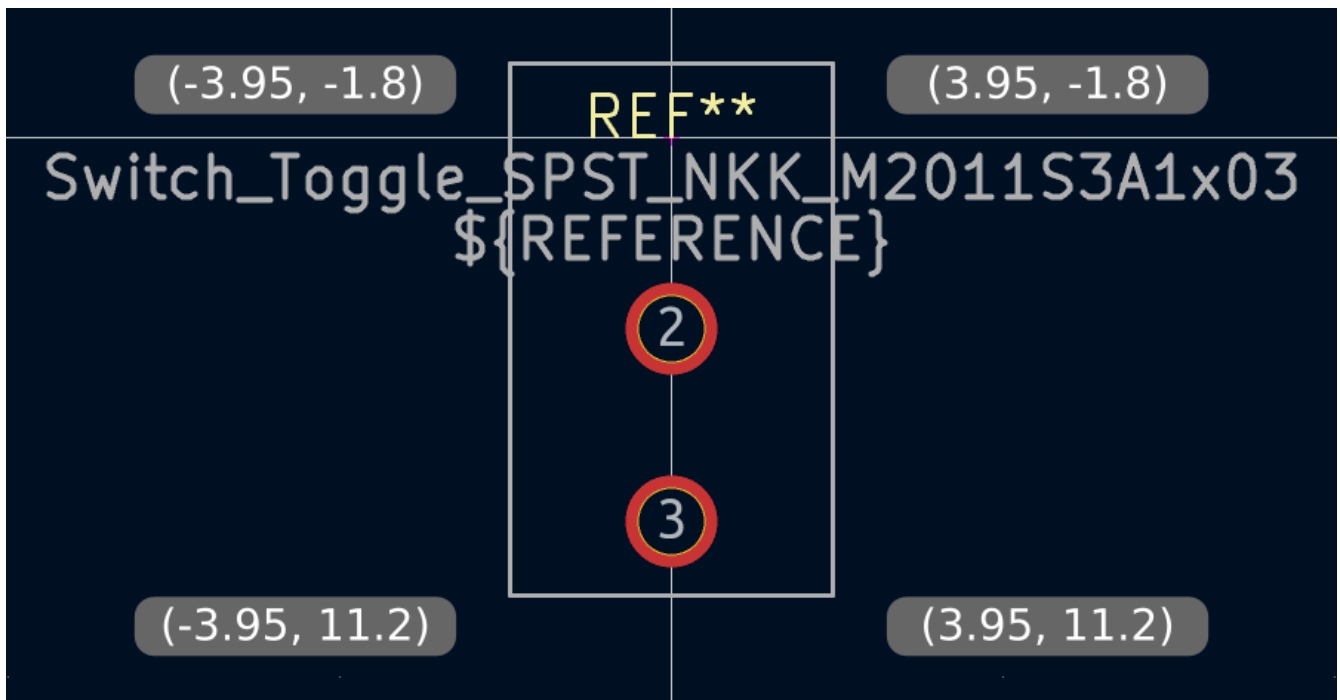 (-3.95, -1.8) (3.95, -1.8)
REF**
Switch_Toggle_SPST_NKK_M2011S3A1x03
${REFERENCE}
2
3
(-3.95, 11.2) (3.95, 11.2)